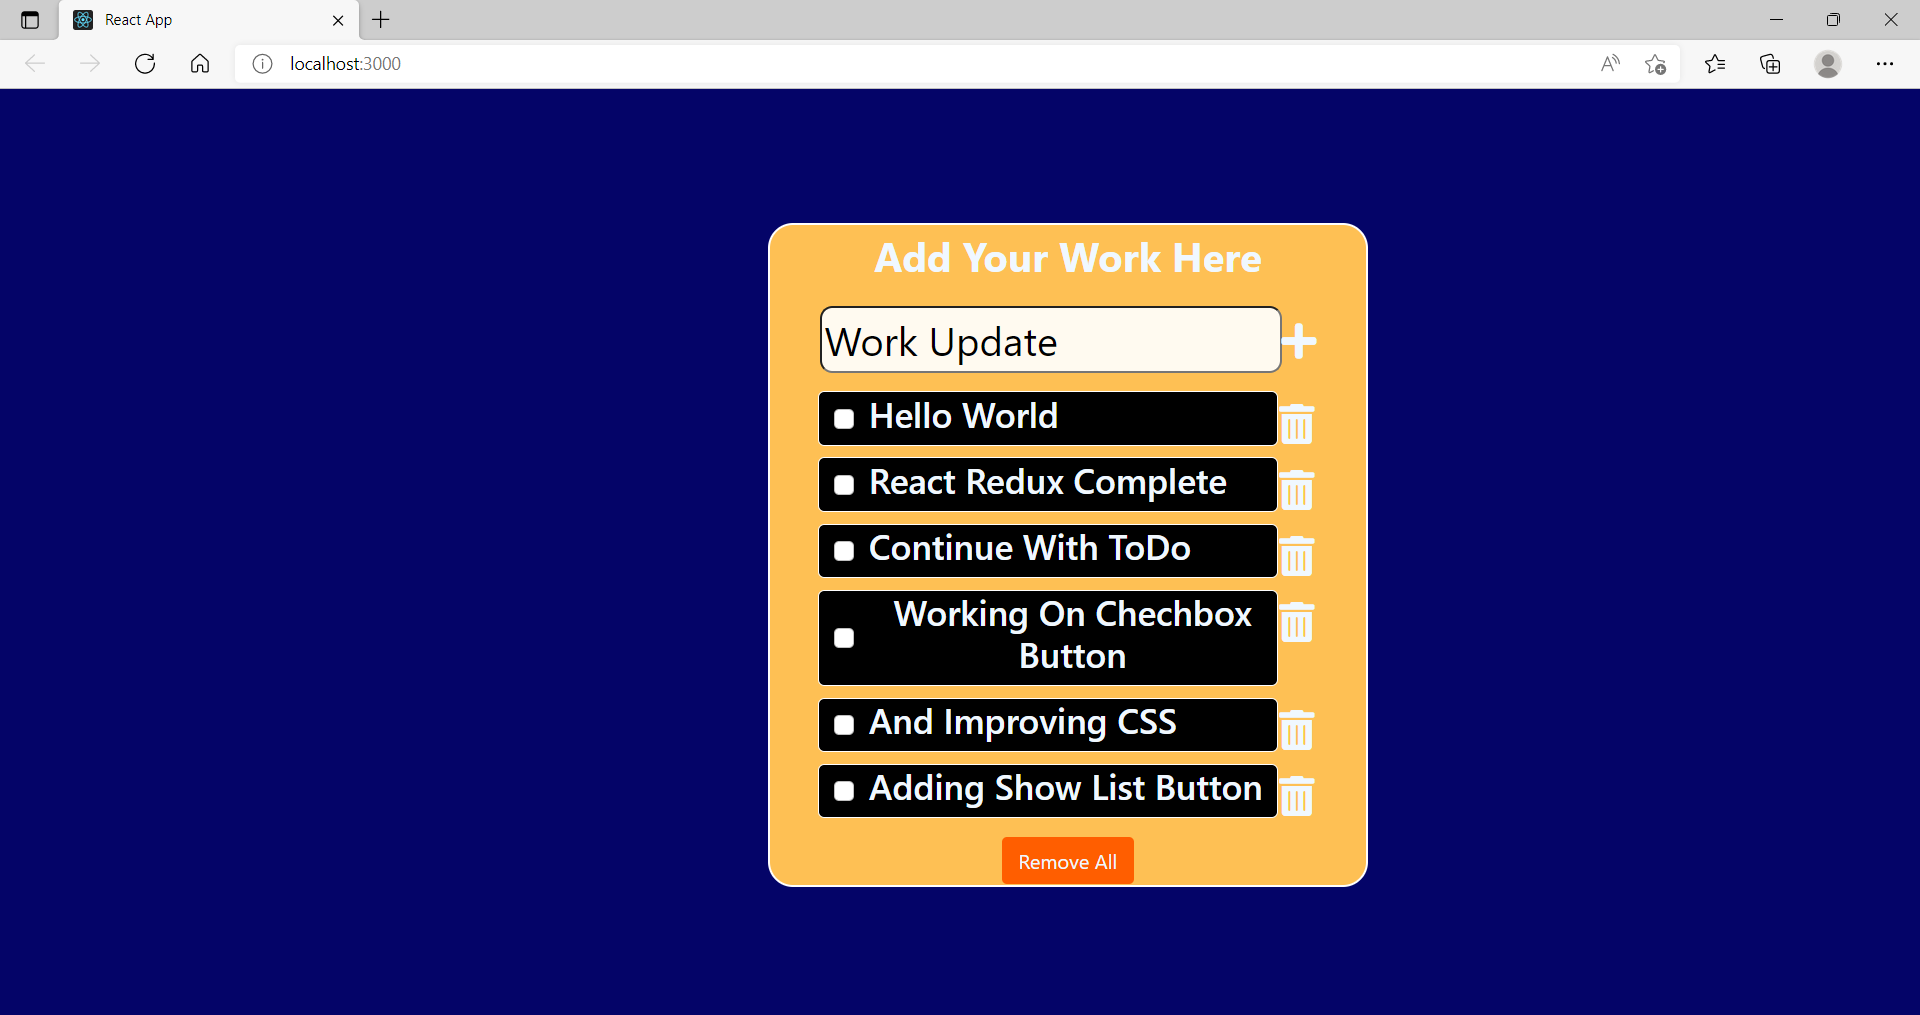 React App
localhost:3000
Add Your Work Here
Work Update
Hello World
React Redux Complete
Continue With ToDo
Working On Chechbox
Button
And Improving CSS
Adding Show List Button
Remove All